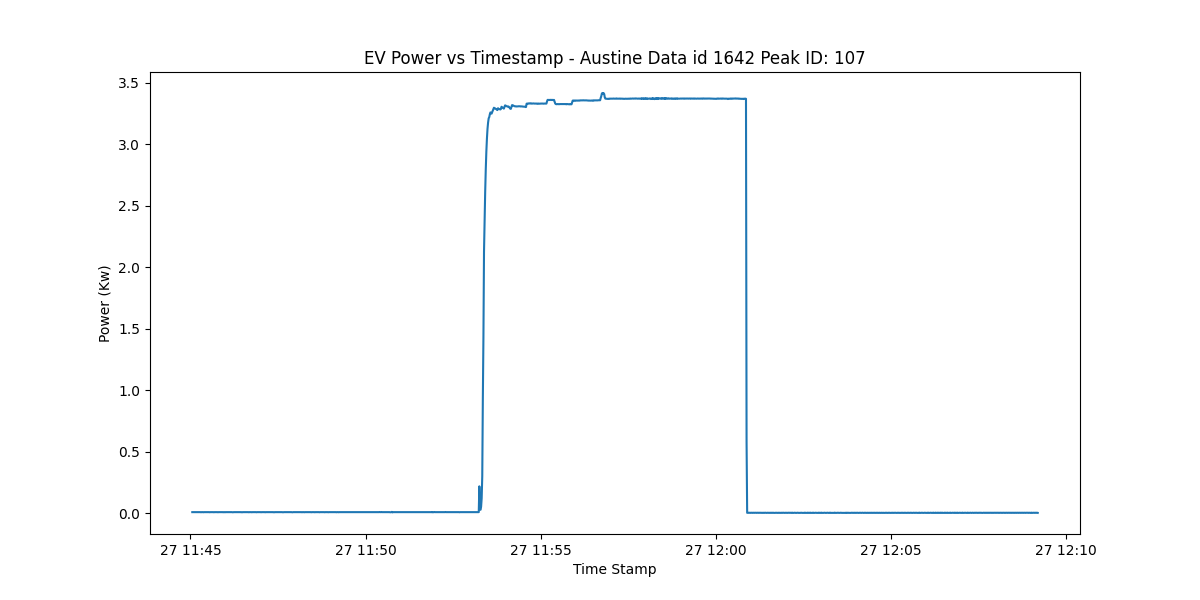 EV Power vs Timestamp - Austine Data id 1642 Peak ID: 107
3.5
3.0
2.5
2.0
1.5
1.0
0.5
0.0
Power (Kw)
27 11:45 27 11:50 27 11:55 27 12:00 27 12:05 27 12:10
Time Stamp